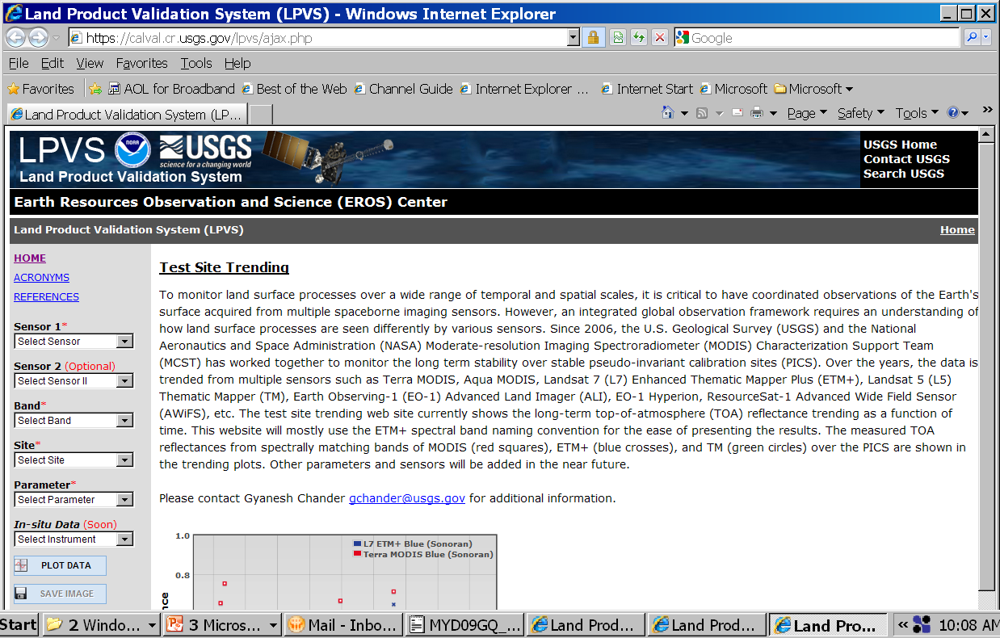 Land Product Validation System (LPVS) - Windows Internet Explorer
https://calval.cr.usgs.gov/lpvs/ajax.php
Google
File Edit View Favorites Tools Help
Favorites AOL for Broadband Best of the Web Channel Guide Internet Explorer ... Internet Start Microsoft Microsoft
Land Product Validation System (LP...
Page Safety Tools
LPVS NOAA USGS
science for a changing world
Land Product Validation System
USGS Home
Contact USGS
Search USGS
Earth Resources Observation and Science (EROS) Center
Land Product Validation System (LPVS) Home
HOME
ACRONYMS
REFERENCES
Sensor 1*
Select Sensor
Sensor 2 (Optional)
Select Sensor II
Band*
Select Band
Site*
Select Site
Parameter*
Select Parameter
In-situ Data (Soon)
Select Instrument
PLOT DATA
SAVE IMAGE
Test Site Trending
To monitor land surface processes over a wide range of temporal and spatial scales, it is critical to have coordinated observations of the Earth's
surface acquired from multiple spaceborne imaging sensors. However, an integrated global observation framework requires an understanding of
how land surface processes are seen differently by various sensors. Since 2006, the U.S. Geological Survey (USGS) and the National
Aeronautics and Space Administration (NASA) Moderate-resolution Imaging Spectroradiometer (MODIS) Characterization Support Team
(MCST) has worked together to monitor the long term stability over stable pseudo-invariant calibration sites (PICS). Over the years, the data is
trended from multiple sensors such as Terra MODIS, Aqua MODIS, Landsat 7 (L7) Enhanced Thematic Mapper Plus (ETM+), Landsat 5 (L5)
Thematic Mapper (TM), Earth Observing-1 (EO-1) Advanced Land Imager (ALI), EO-1 Hyperion, ResourceSat-1 Advanced Wide Field Sensor
(AWiFS), etc. The test site trending web site currently shows the long-term top-of-atmosphere (TOA) reflectance trending as a function of
time. This website will mostly use the ETM+ spectral band naming convention for the ease of presenting the results. The measured TOA
reflectances from spectrally matching bands of MODIS (red squares), ETM+ (blue crosses), and TM (green circles) over the PICS are shown in
the trending plots. Other parameters and sensors will be added in the near future.
Please contact Gyanesh Chander gchander@usgs.gov for additional information.
1.0
L7 ETM+ Blue (Sonoran)
Terra MODIS Blue (Sonoran)
0.8
nce
Start 2 Windo... 3 Micros... Mail - Inbo... MYD09GQ_... Land Prod... Land Prod... Land Pro... « 10:08 AM